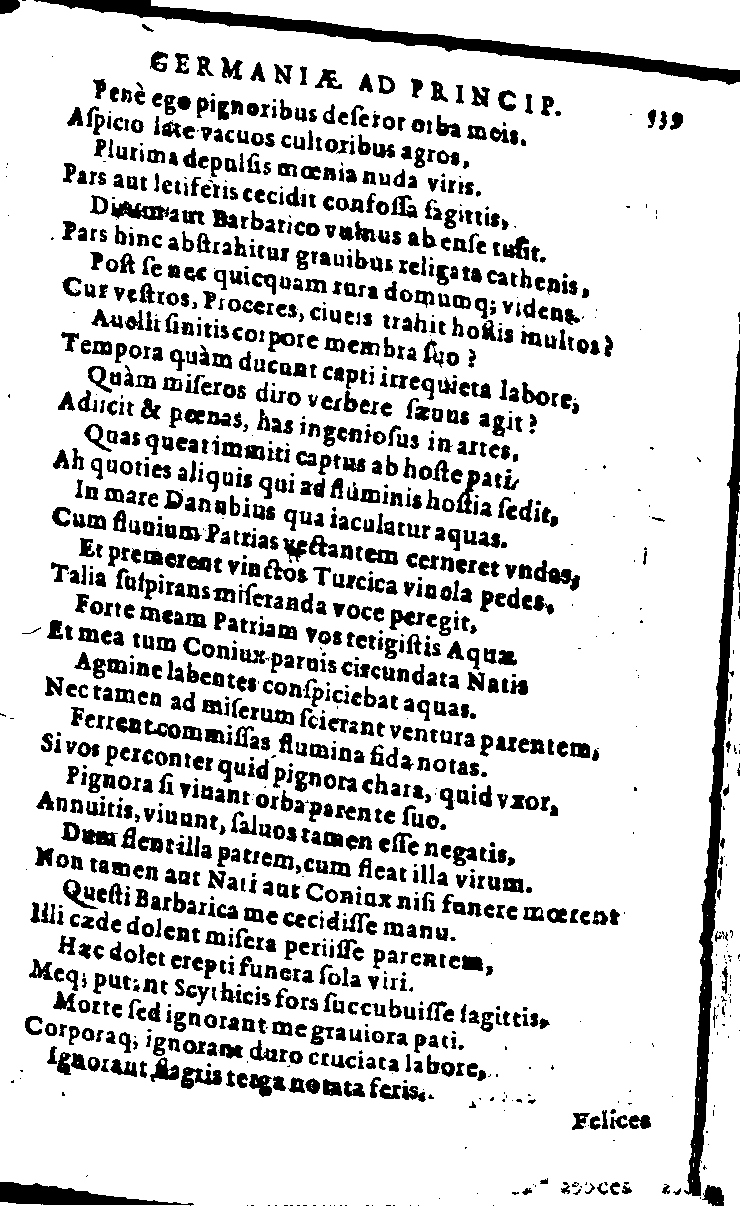 GERMANIÆ AD PRINCIP. 539
Penè ego pignoribus deſeror orba meis.
Aſpicio latè vacuos cultoribus agros,
Plurima depulſis mœnia nuda viris.
Pars aut letiferis cecidit confoſſa ſagittis,
aut Barbarico vulnus ab enſe tulit.
Pars hinc abſtrahitur grauibus religata cathenis,
Poſt ſe nec quicquam rura domumq; videns.
Cur veſtros, Proceres, ciueis trahit hoſtis inultos?
Auelli ſinitis corpore membra ſuo?
Tempora quàm ducunt capti irrequieta labore,
Quàm miſeros diro verbere ſæuus agit?
Adiicit & pœnas, has ingenioſus in artes,
Quas queat immiti captus ab hoſte pati,
Ah quoties aliquis qui ad fluminis hoſtia ſedit,
In mare Danubius qua iaculatur aquas.
Cum fluuium Patrias vectantem cerneret vndas,
Et premerent vinctos Turcica vincla pedes,
Talia ſuſpirans miſeranda voce peregit,
Forte meam Patriam vos tetigiſtis Aquæ
Et mea tum Coniux paruis circundata Natis
Agmine labentes conſpiciebat aquas.
Nec tamen ad miſerum ſcierant ventura parentem,
Ferrent commiſſas flumina fida notas.
Si vos perconter quid pignora chara, quid vxor,
Pignora ſi viuant orba parente ſuo.
Annuitis, viuunt, ſaluos tamen eſſe negatis,
Dum flent illa patrem, cum fleat illa virum.
Non tamen aut Nati aut Coniux niſi funere mœrent
Queſti Barbarica me cecidiſſe manu.
Illi cæde dolent miſera periiſſe parentem,
Hæc dolet erepti funera ſola viri.
Meq; putant Scythicis fors ſuccubuiſſe ſagittis,
Morte ſed ignorant me grauiora pati.
Corporaq; ignorant duro cruciata labore,
Ignorant flagris terga notata feris.
Felices